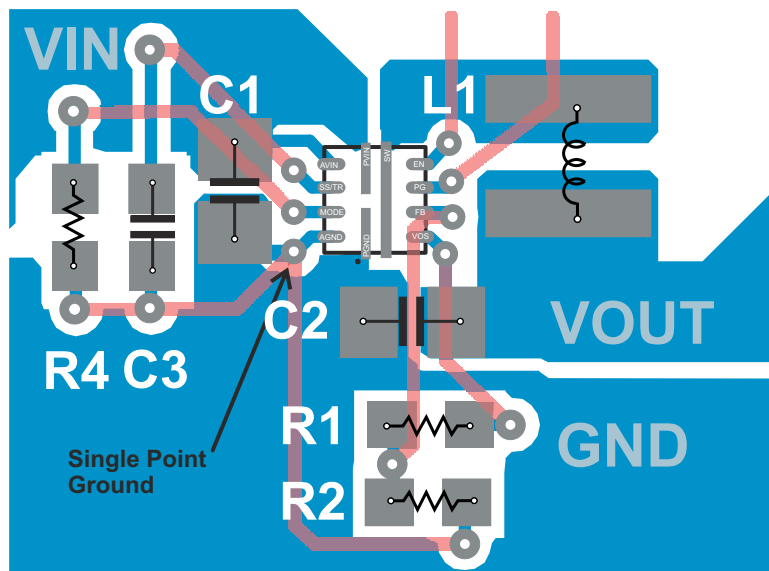 VIN
C1
L1
AVIN
PVIN
SW
EN
SS/TR
PG
MODE
FB
AGND
PGND
VOS
C2
VOUT
R4
C3
R1
GND
Single Point
Ground
R2